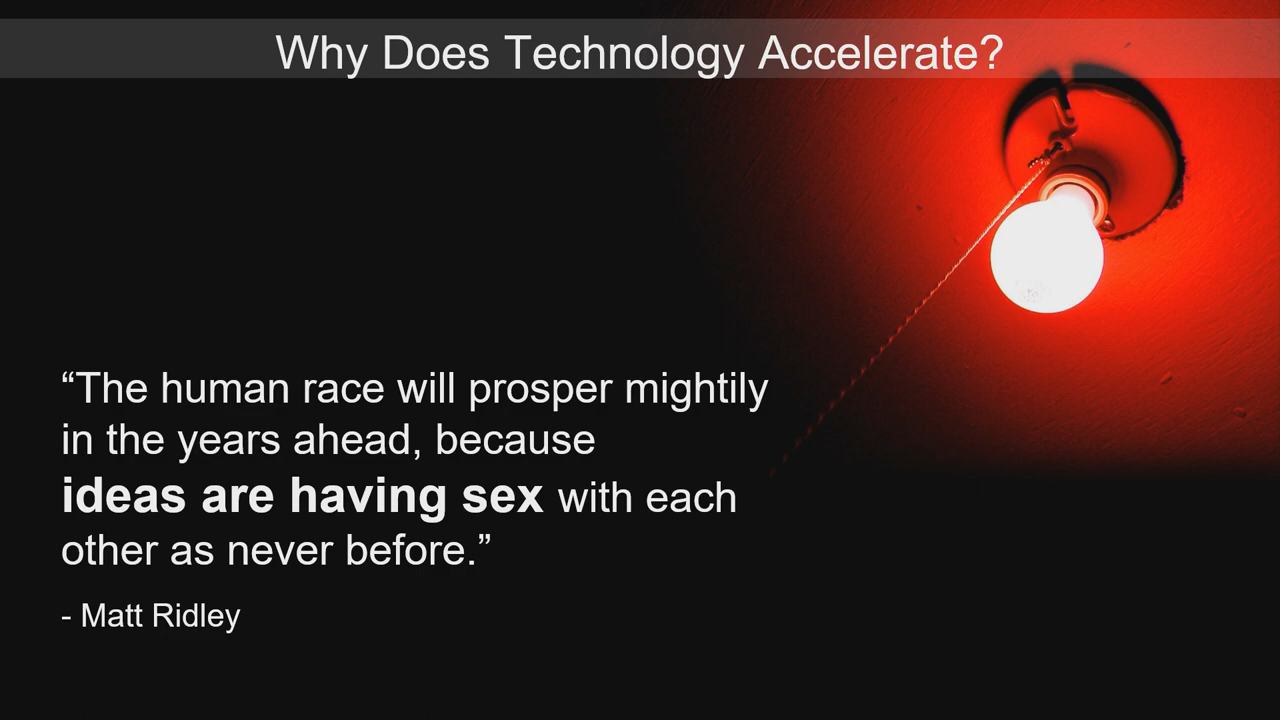 Why Does Technology Accelerate?
“The human race will prosper mightily
in the years ahead, because
ideas are having sex with each
other as never before.”
- Matt Ridley